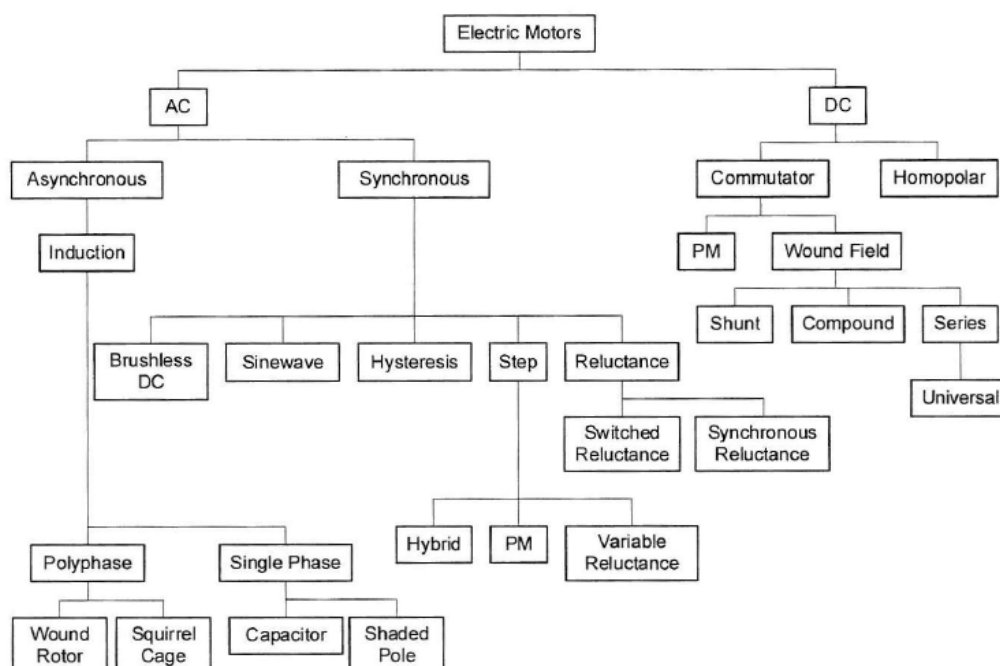 Electric Motors
AC
DC
Asynchronous
Synchronous
Commutator
Homopolar
Induction
PM
Wound Field
Shunt
Compound
Series
Brushless
DC
Sinewave
Hysteresis
Step
Reluctance
Universal
Switched
Reluctance
Synchronous
Reluctance
Hybrid
PM
Variable
Reluctance
Polyphase
Single Phase
Wound
Rotor
Squirrel
Cage
Capacitor
Shaded
Pole